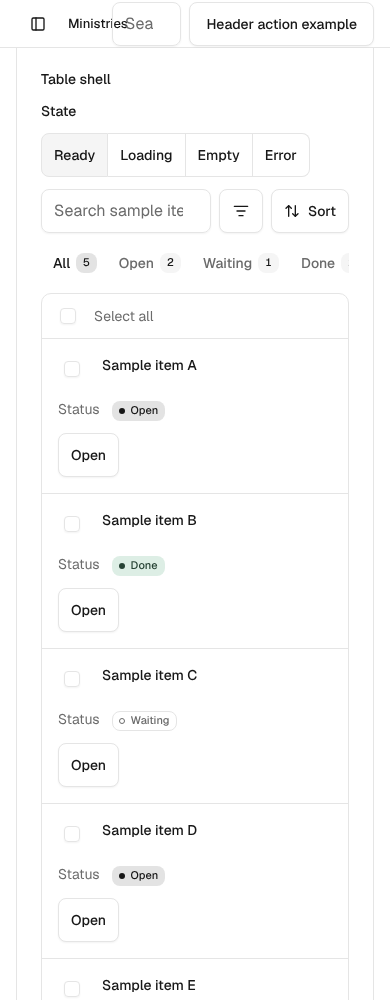 Ministries Sea Header action example
Table shell
State
Ready Loading Empty Error
Search sample ite Sort
All 5 Open 2 Waiting 1 Done
Select all
Sample item A
Status Open
Open
Sample item B
Status Done
Open
Sample item C
Status Waiting
Open
Sample item D
Status Open
Open
Sample item E